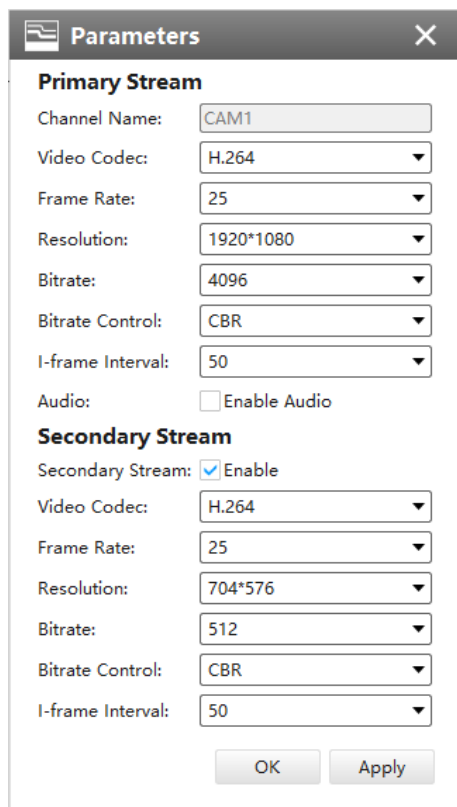 Parameters
Primary Stream
Channel Name: CAM1
Video Codec: H.264
Frame Rate: 25
Resolution: 1920*1080
Bitrate: 4096
Bitrate Control: CBR
I-frame Interval: 50
Audio: Enable Audio
Secondary Stream
Secondary Stream: Enable
Video Codec: H.264
Frame Rate: 25
Resolution: 704*576
Bitrate: 512
Bitrate Control: CBR
I-frame Interval: 50
OK Apply